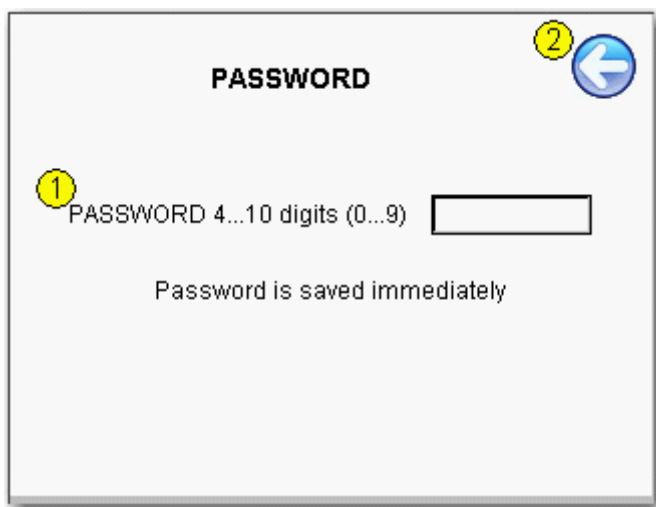 2
PASSWORD
1
PASSWORD 4...10 digits (0...9)
Password is saved immediately